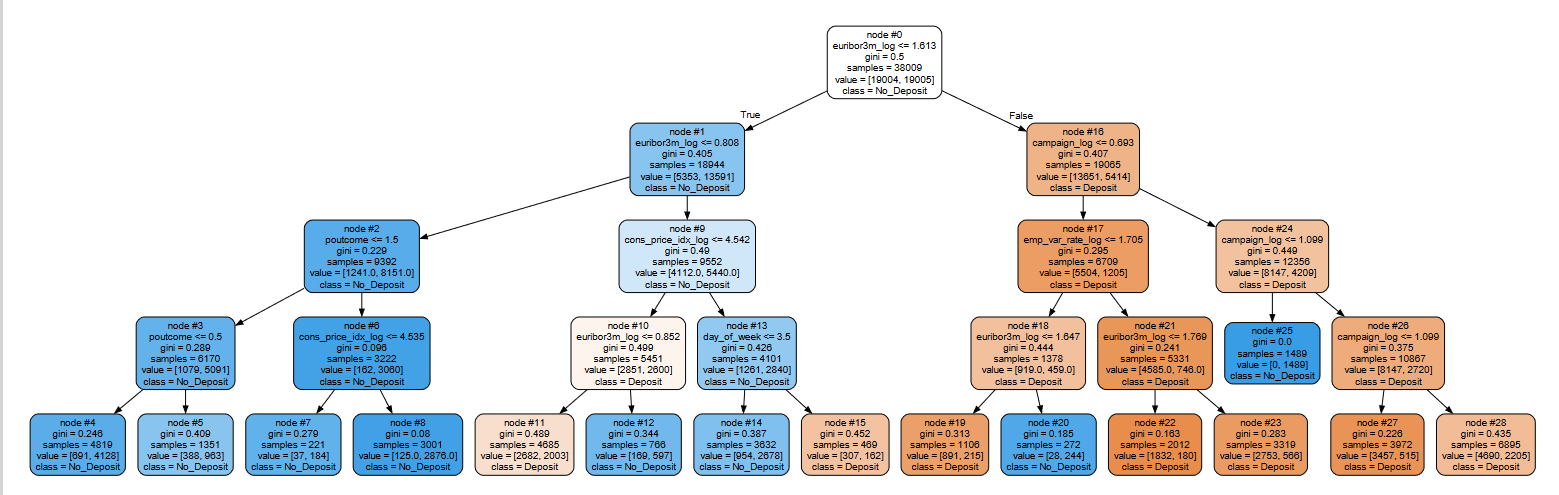 node #0
euribor3m_log <= 1.613
gini = 0.5
samples = 38009
value = [19004, 19005]
class = No_Deposit
True
False
node #1
euribor3m_log <= 0.808
gini = 0.405
samples = 18944
value = [5353, 13591]
class = No_Deposit
node #16
campaign_log <= 0.693
gini = 0.407
samples = 19065
value = [13651, 5414]
class = Deposit
node #2
poutcome <= 1.5
gini = 0.229
samples = 9392
value = [1241.0, 8151.0]
class = No_Deposit
node #9
cons_price_idx_log <= 4.542
gini = 0.49
samples = 9552
value = [4112.0, 5440.0]
class = No_Deposit
node #17
emp_var_rate_log <= 1.705
gini = 0.295
samples = 6709
value = [5504, 1205]
class = Deposit
node #24
campaign_log <= 1.099
gini = 0.449
samples = 12356
value = [8147, 4209]
class = Deposit
node #3
poutcome <= 0.5
gini = 0.289
samples = 6170
value = [1079, 5091]
class = No_Deposit
node #6
cons_price_idx_log <= 4.535
gini = 0.096
samples = 3222
value = [162, 3060]
class = No_Deposit
node #10
euribor3m_log <= 0.852
gini = 0.499
samples = 5451
value = [2851, 2600]
class = Deposit
node #13
day_of_week <= 3.5
gini = 0.426
samples = 4101
value = [1261, 2840]
class = No_Deposit
node #18
euribor3m_log <= 1.647
gini = 0.444
samples = 1378
value = [919.0, 459.0]
class = Deposit
node #21
euribor3m_log <= 1.769
gini = 0.241
samples = 5331
value = [4585.0, 746.0]
class = Deposit
node #25
gini = 0.0
samples = 1489
value = [0, 1489]
class = No_Deposit
node #26
campaign_log <= 1.099
gini = 0.375
samples = 10867
value = [8147, 2720]
class = Deposit
node #4
gini = 0.246
samples = 4819
value = [691, 4128]
class = No_Deposit
node #5
gini = 0.409
samples = 1351
value = [388, 963]
class = No_Deposit
node #7
gini = 0.279
samples = 221
value = [37, 184]
class = No_Deposit
node #8
gini = 0.08
samples = 3001
value = [125.0, 2876.0]
class = No_Deposit
node #11
gini = 0.489
samples = 4685
value = [2682, 2003]
class = Deposit
node #12
gini = 0.344
samples = 766
value = [169, 597]
class = No_Deposit
node #14
gini = 0.387
samples = 3632
value = [954, 2678]
class = No_Deposit
node #15
gini = 0.452
samples = 469
value = [307, 162]
class = Deposit
node #19
gini = 0.313
samples = 1106
value = [891, 215]
class = Deposit
node #20
gini = 0.185
samples = 272
value = [28, 244]
class = No_Deposit
node #22
gini = 0.163
samples = 2012
value = [1832, 180]
class = Deposit
node #23
gini = 0.283
samples = 3319
value = [2753, 566]
class = Deposit
node #27
gini = 0.226
samples = 3972
value = [3457, 515]
class = Deposit
node #28
gini = 0.435
samples = 6895
value = [4690, 2205]
class = Deposit